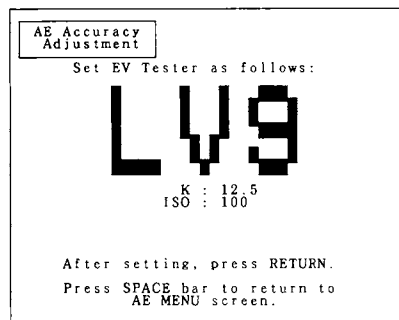 AE Accuracy
Adjustment
Set EV Tester as follows:
LV9
K : 12.5
ISO : 100
After setting, press RETURN.
Press SPACE bar to return to
AE MENU screen.